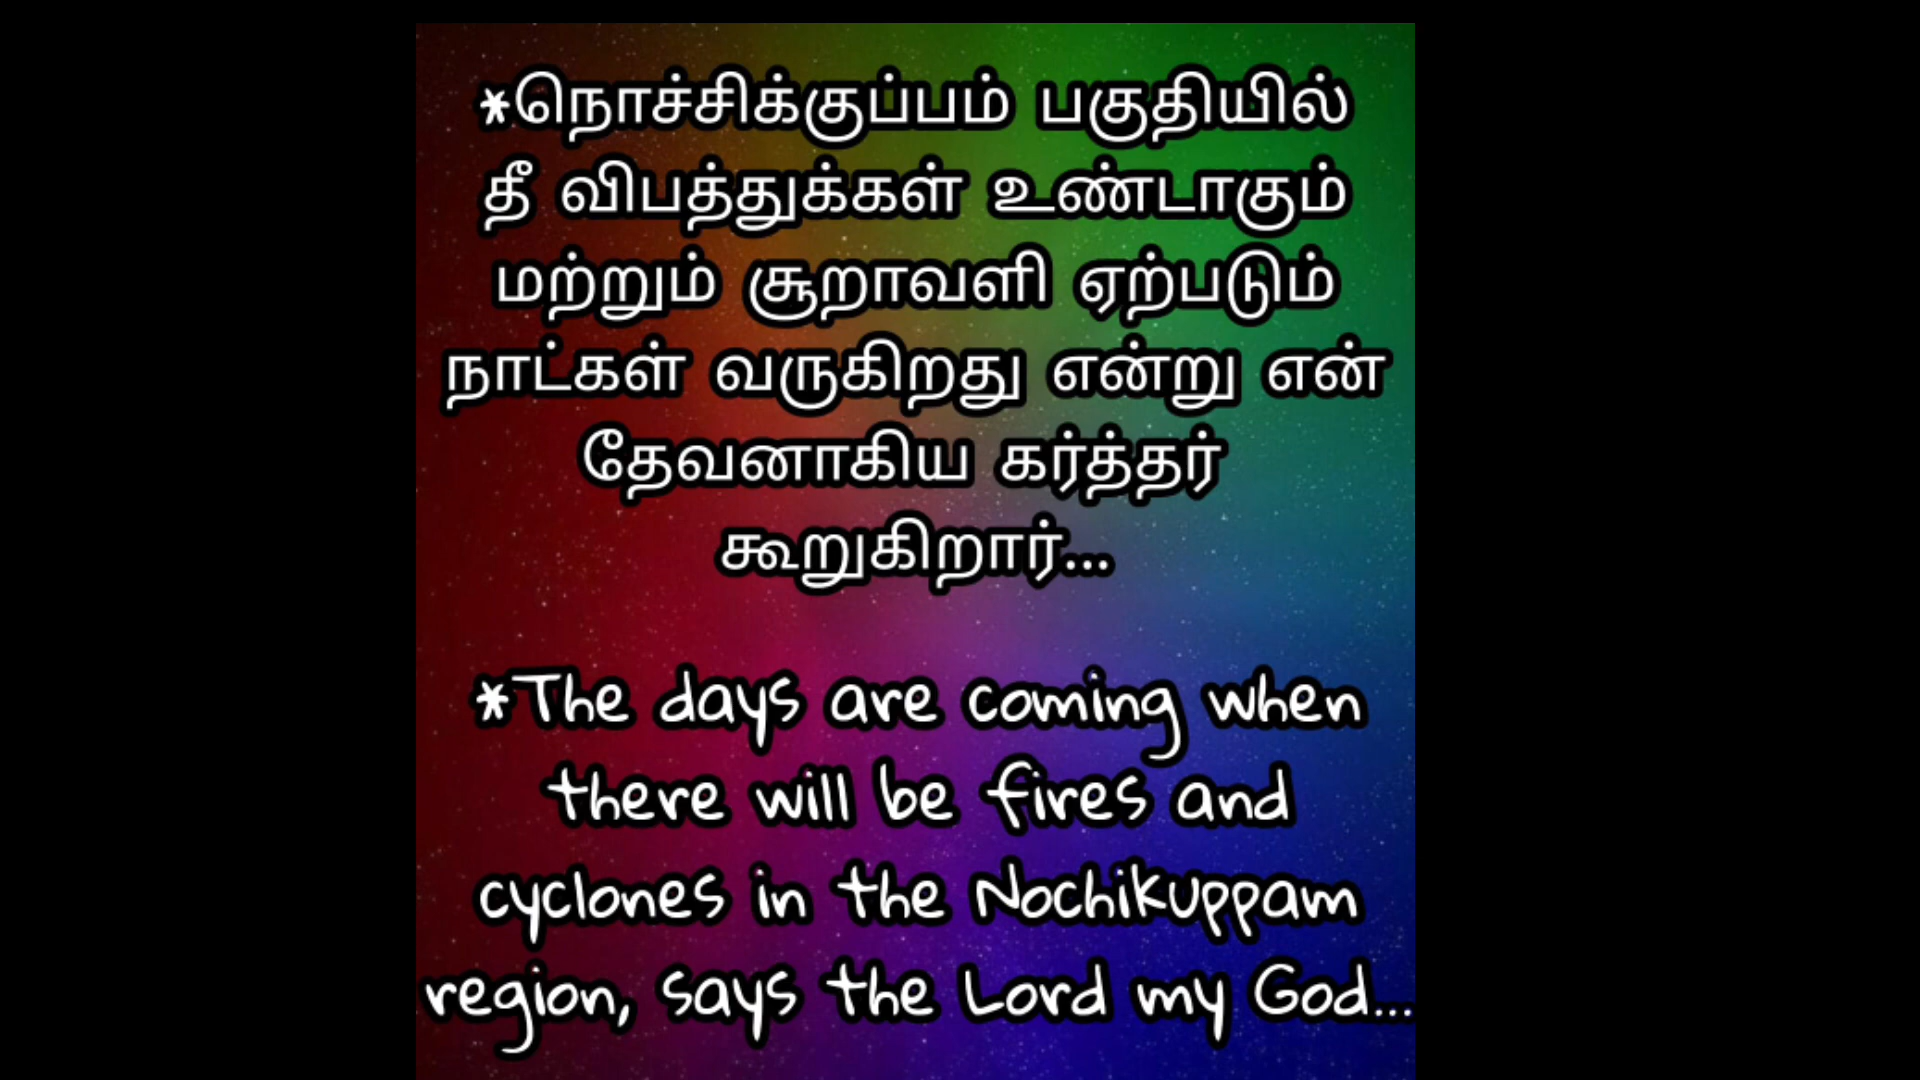 *நொச்சிக்குப்பம் பகுதியில்
தீ விபத்துக்கள் உண்டாகும்
மற்றும் சூறாவளி ஏற்படும்
நாட்கள் வருகிறது என்று என்
தேவனாகிய கர்த்தர்
கூறுகிறார்...
*The days are coming when
there will be fires and
cyclones in the Nochikuppam
region, says the Lord my God...